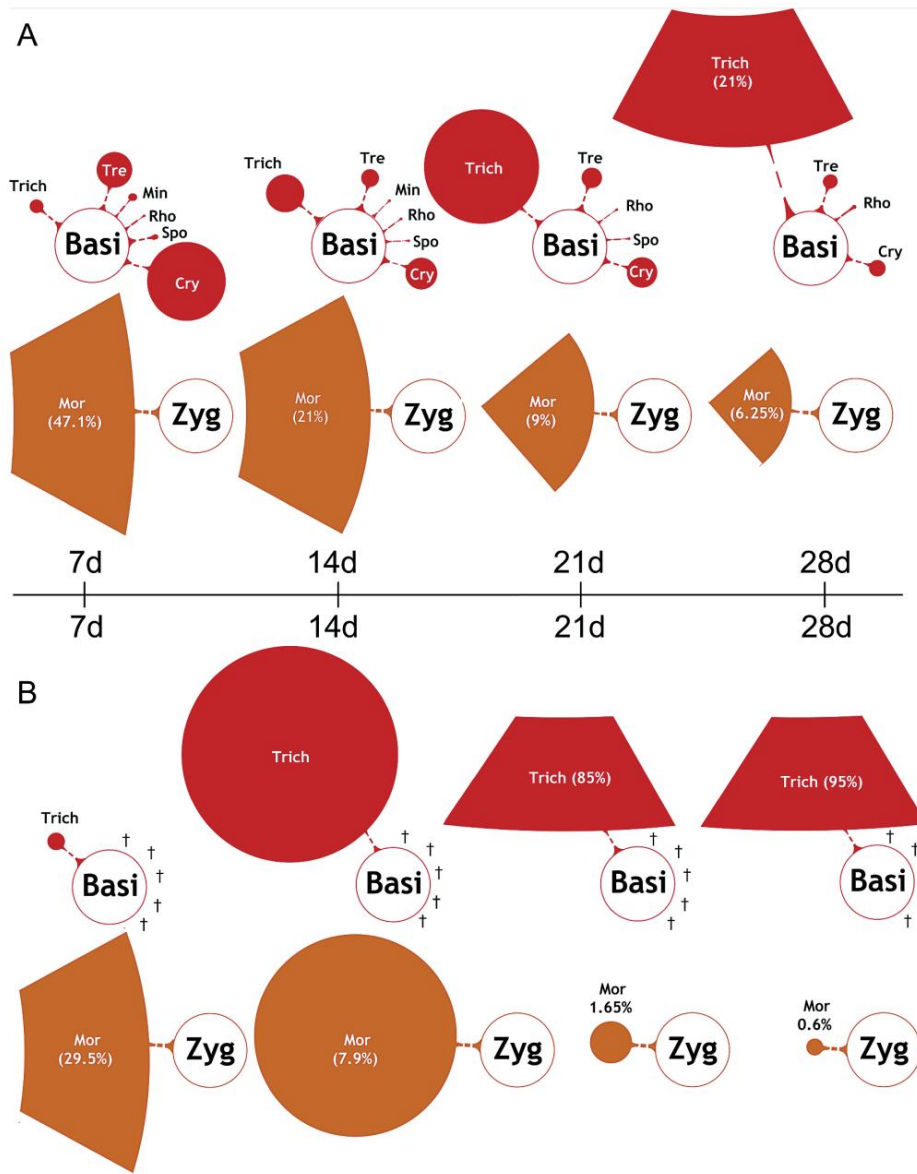 A
Trich
Tre
Min
Rho
Spo
Cry
Basi
Trich
Tre
Min
Rho
Spo
Cry
Basi
Trich
Tre
Rho
Spo
Cry
Basi
Trich
(21%)
Tre
Rho
Cry
Basi
Mor
(47.1%)
Zyg
Mor
(21%)
Zyg
Mor
(9%)
Zyg
Mor
(6.25%)
Zyg
7d 14d 21d 28d
7d 14d 21d 28d
B
Trich
† † † † †
Basi
Trich
† † † † †
Basi
Trich (85%)
† † † † †
Basi
Trich (95%)
† † †
Basi
Mor
(29.5%)
Zyg
Mor
(7.9%)
Zyg
Mor
1.65%
Zyg
Mor
0.6%
Zyg